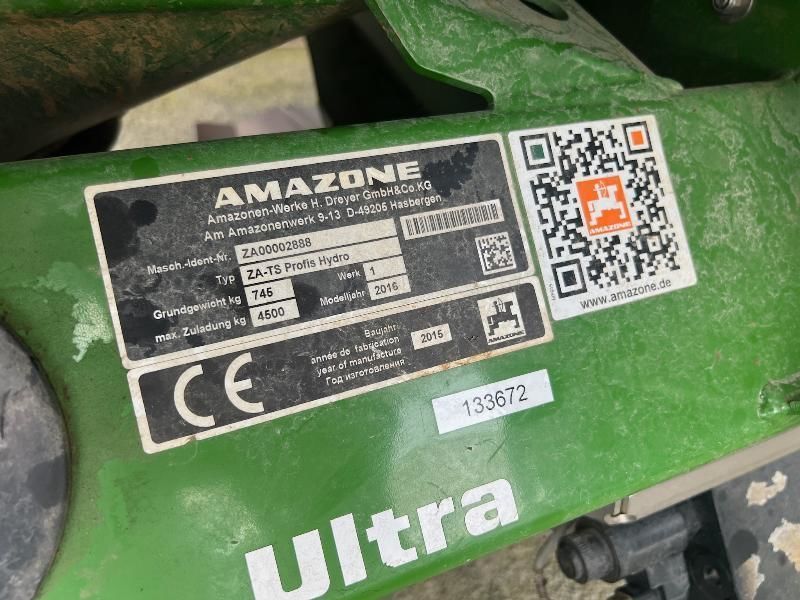 AMAZONE
Amazonen-Werke H. Dreyer GmbH&Co.KG
Am Amazonenwerk 9-13 D-49205 Hasbergen
Masch.-Ident-Nr. ZA00002888
Typ ZA-TS Profis Hydro
Grundgewicht kg 745 Werk 1
max. Zuladung kg 4500 Modelljahr 2016
CE
Baujahr
année de fabrication 2015
year of manufacture
Год изготовления
AMAZONE
AMAZONE
www.amazone.de
133672
Ultra